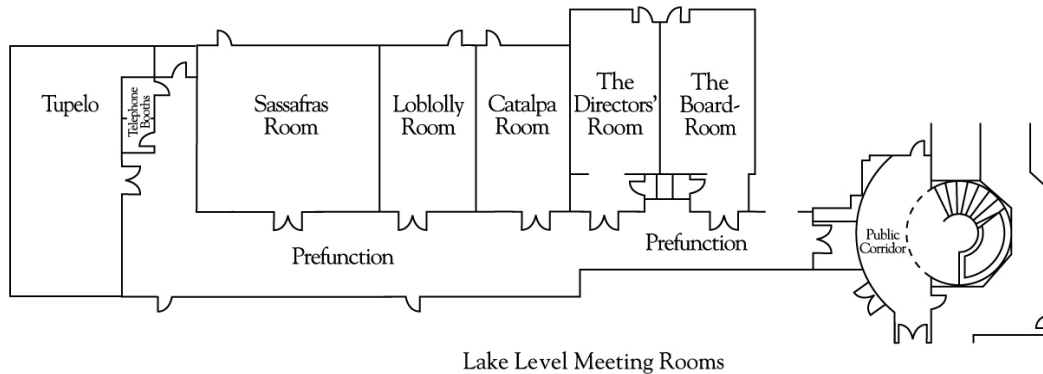 Tupelo
Telephone
Booths
Sassafras
Room
Loblolly
Room
Catalpa
Room
The
Directors'
Room
The
Board-
Room
Prefunction
Prefunction
Public
Corridor
Lake Level Meeting Rooms